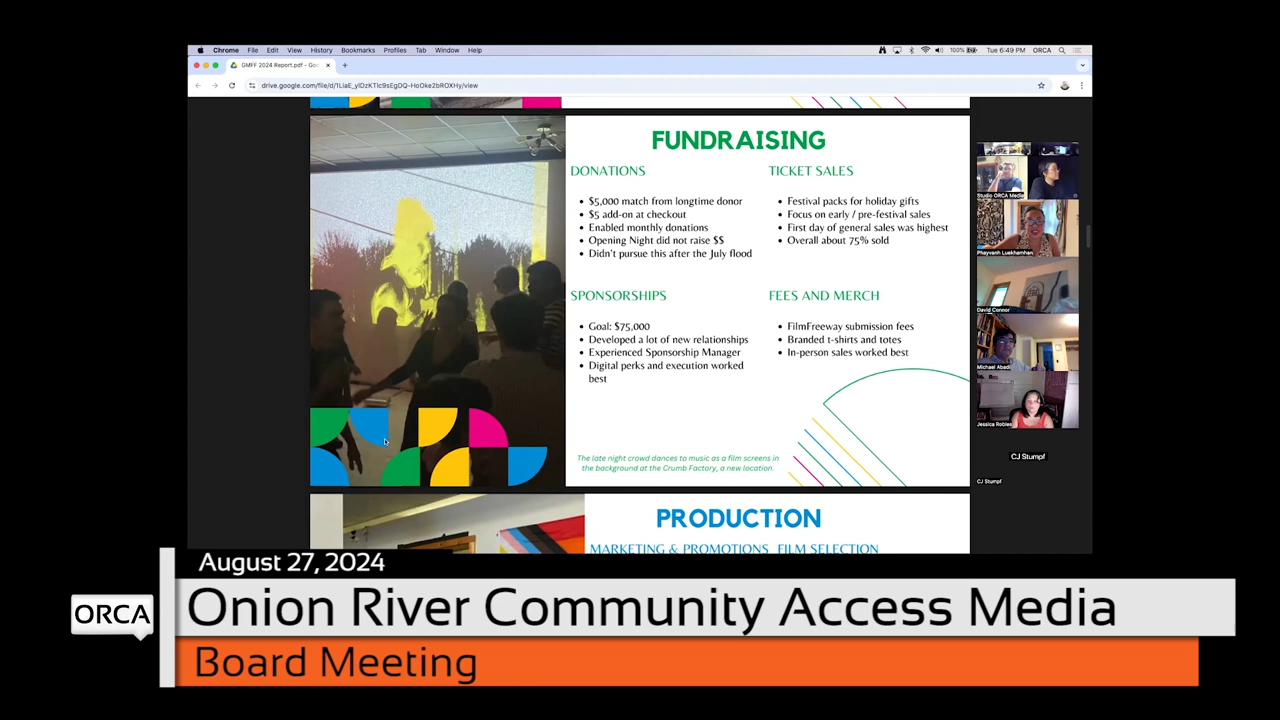 Chrome File Edit View History Bookmarks Profiles Tab Window Help
100% Tue 6:49 PM ORCA
GMFF 2024 Report.pdf - Goo
FUNDRAISING
DONATIONS
• $5,000 match from longtime donor
• $5 add-on at checkout
• Enabled monthly donations
• Opening Night did not raise $$
• Didn't pursue this after the July flood
TICKET SALES
• Festival packs for holiday gifts
• Focus on early / pre-festival sales
• First day of general sales was highest
• Overall about 75% sold
SPONSORSHIPS
• Goal: $75,000
• Developed a lot of new relationships
• Experienced Sponsorship Manager
• Digital perks and execution worked
best
FEES AND MERCH
• FilmFreeway submission fees
• Branded t-shirts and totes
• In-person sales worked best
The late night crowd dances to music as a film screens in
the background at the Crumb Factory, a new location.
PRODUCTION
MARKETING & PROMOTIONS FILM SELECTION
Studio ORCA Media
Phayvanh Luekhamhan
David Connor
Michael Abadi
Jessica Robles
CJ Stumpf
CJ Stumpf
August 27, 2024
ORCA
Onion River Community Access Media
Board Meeting